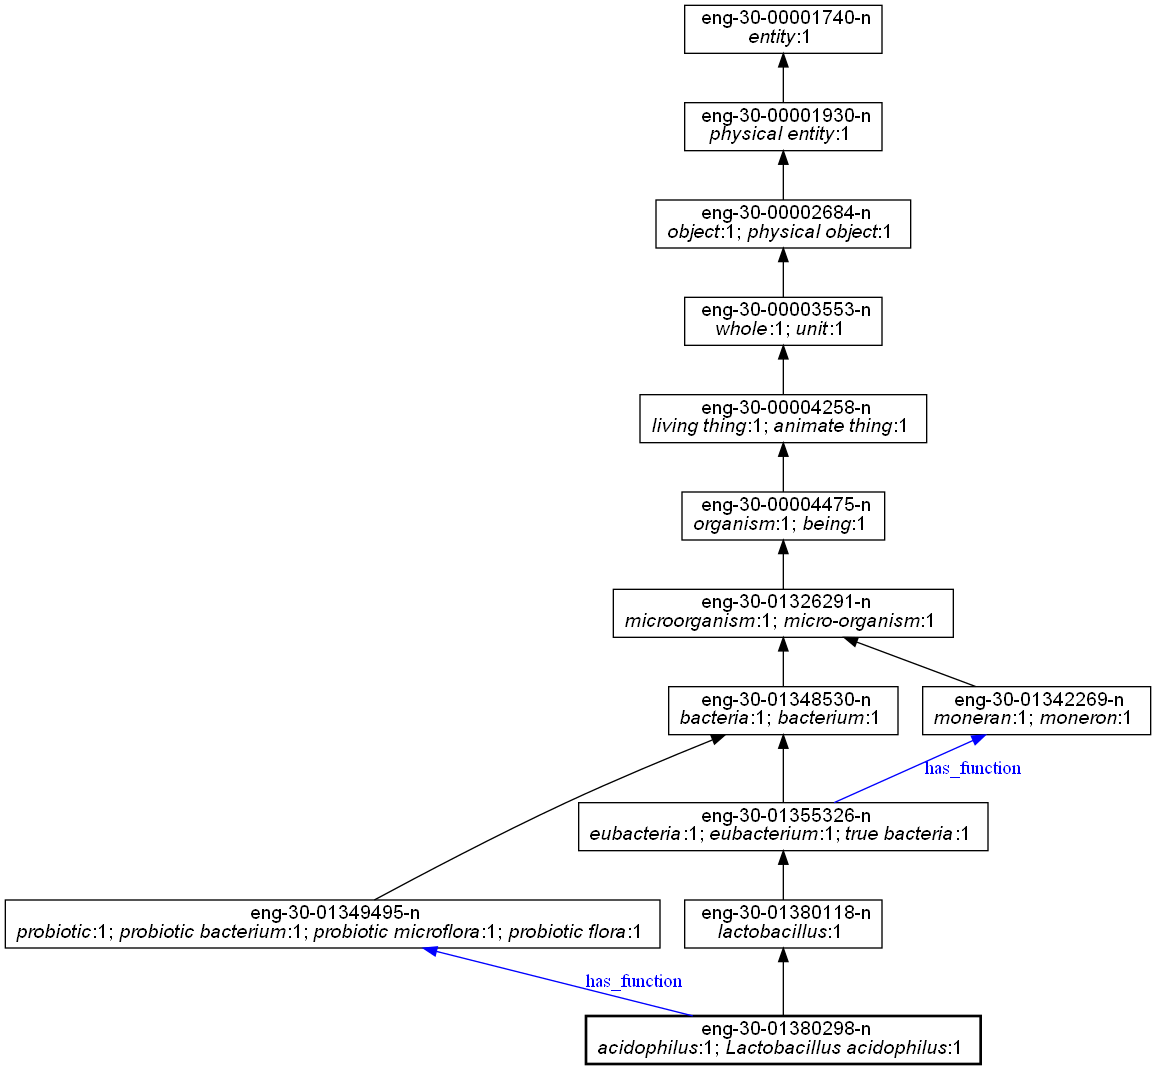 eng-30-00001740-n
entity:1
eng-30-00001930-n
physical entity:1
eng-30-00002684-n
object:1; physical object:1
eng-30-00003553-n
whole:1; unit:1
eng-30-00004258-n
living thing:1; animate thing:1
eng-30-00004475-n
organism:1; being:1
eng-30-01326291-n
microorganism:1; micro-organism:1
eng-30-01348530-n
bacteria:1; bacterium:1
eng-30-01342269-n
moneran:1; moneron:1
has_function
eng-30-01355326-n
eubacteria:1; eubacterium:1; true bacteria:1
eng-30-01349495-n
probiotic:1; probiotic bacterium:1; probiotic microflora:1; probiotic flora:1
eng-30-01380118-n
lactobacillus:1
has_function
eng-30-01380298-n
acidophilus:1; Lactobacillus acidophilus:1